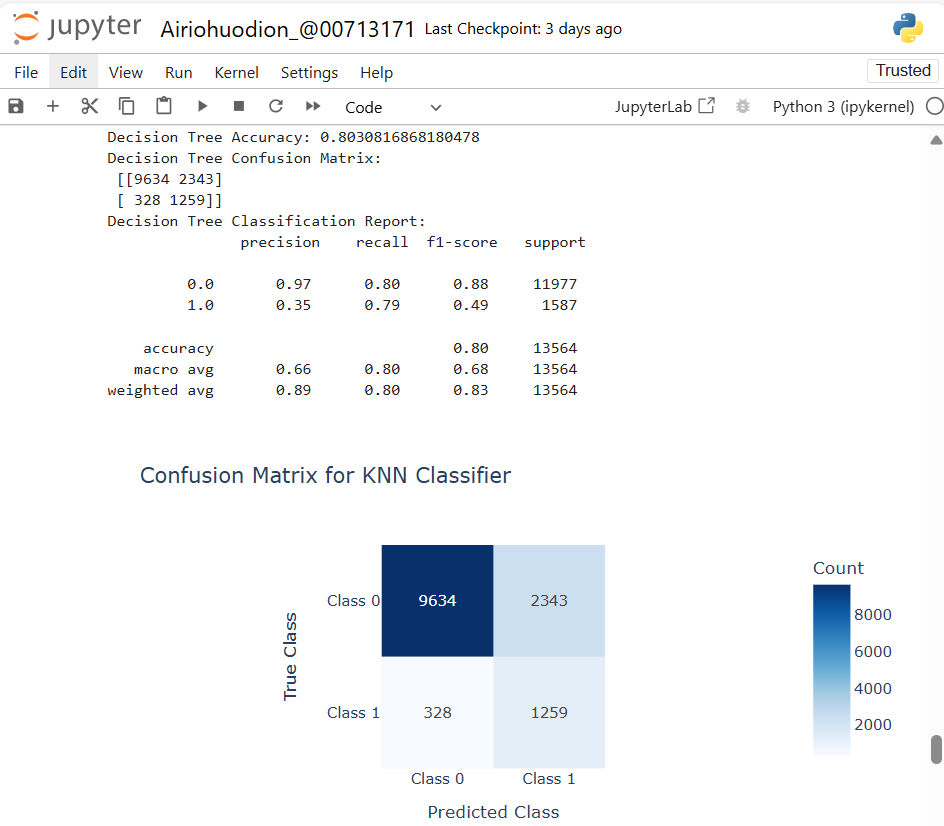 jupyter Airiohuodion_@00713171 Last Checkpoint: 3 days ago
File Edit View Run Kernel Settings Help Trusted
Code JupyterLab Python 3 (ipykernel)
Decision Tree Accuracy: 0.8030816868180478
Decision Tree Confusion Matrix:
[[9634 2343]
[ 328 1259]]
Decision Tree Classification Report:
precision recall f1-score support
0.0 0.97 0.80 0.88 11977
1.0 0.35 0.79 0.49 1587
accuracy 0.80 13564
macro avg 0.66 0.80 0.68 13564
weighted avg 0.89 0.80 0.83 13564
Confusion Matrix for KNN Classifier
True Class
Class 0 9634 2343
Class 1 328 1259
Class 0 Class 1
Predicted Class
Count
8000
6000
4000
2000